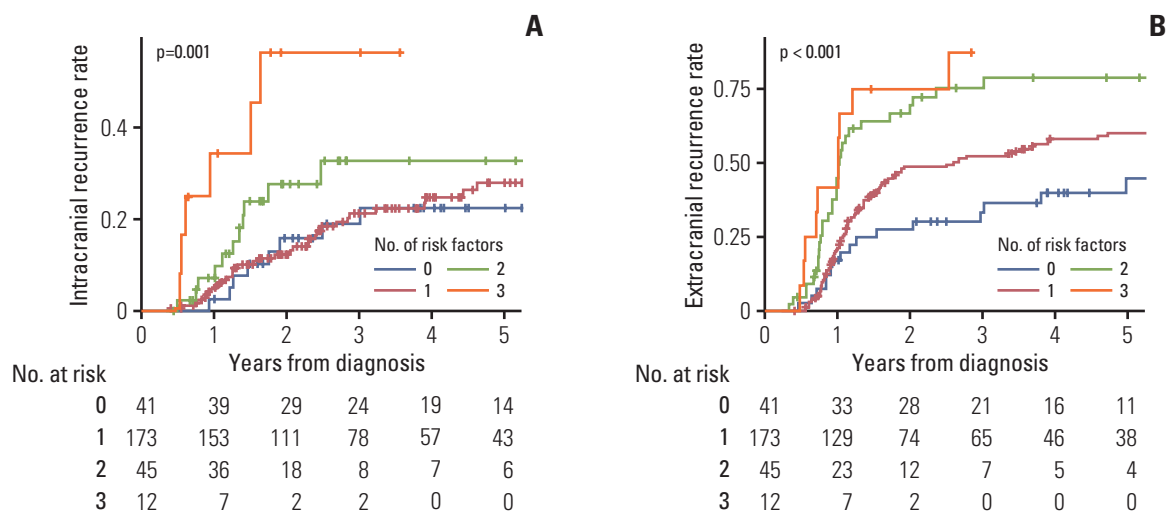 A
p=0.001
Intracranial recurrence rate
0.4
0.2
0
No. of risk factors
0 2
1 3
0 1 2 3 4 5
Years from diagnosis
No. at risk
0 41 39 29 24 19 14
1 173 153 111 78 57 43
2 45 36 18 8 7 6
3 12 7 2 2 0 0
B
p < 0.001
Extracranial recurrence rate
0.75
0.50
0.25
0
No. of risk factors
0 2
1 3
0 1 2 3 4 5
Years from diagnosis
No. at risk
0 41 33 28 21 16 11
1 173 129 74 65 46 38
2 45 23 12 7 5 4
3 12 7 2 0 0 0